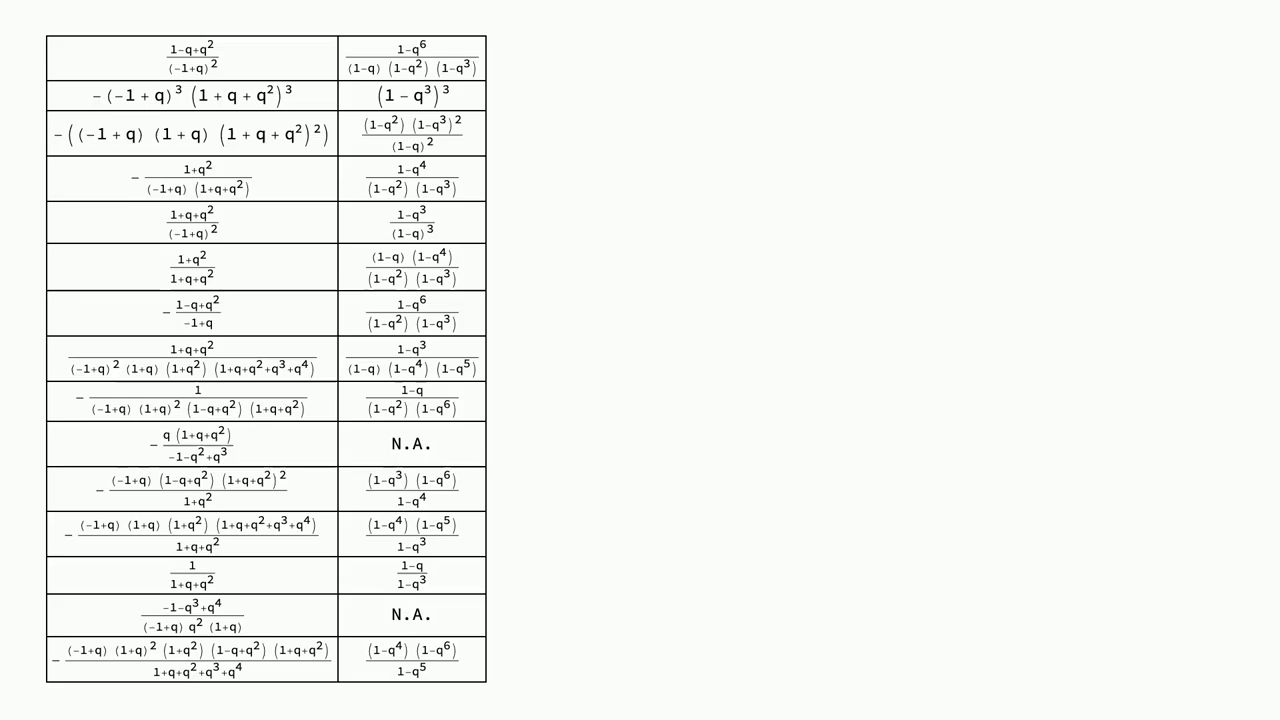 (1-q+q^2)/(-1+q)^2 (1-q^6)/((1-q) (1-q^2) (1-q^3))
-(-1 + q)^3 (1 + q + q^2)^3 (1 - q^3)^3
-((-1 + q) (1 + q) (1 + q + q^2)^2) ((1-q^2) (1-q^3)^2)/(1-q)^2
-(1+q^2)/((-1+q) (1+q+q^2)) (1-q^4)/((1-q^2) (1-q^3))
(1+q+q^2)/(-1+q)^2 (1-q^3)/(1-q)^3
(1+q^2)/(1+q+q^2) ((1-q) (1-q^4))/((1-q^2) (1-q^3))
-(1-q+q^2)/(-1+q) (1-q^6)/((1-q^2) (1-q^3))
(1+q+q^2)/((-1+q)^2 (1+q) (1+q^2) (1+q+q^2+q^3+q^4)) (1-q^3)/((1-q) (1-q^4) (1-q^5))
-1/((-1+q) (1+q)^2 (1-q+q^2) (1+q+q^2)) (1-q)/((1-q^2) (1-q^6))
-(q (1+q+q^2))/(-1-q^2+q^3) N.A.
-((-1+q) (1-q+q^2) (1+q+q^2)^2)/(1+q^2) ((1-q^3) (1-q^6))/(1-q^4)
-((-1+q) (1+q) (1+q^2) (1+q+q^2+q^3+q^4))/(1+q+q^2) ((1-q^4) (1-q^5))/(1-q^3)
1/(1+q+q^2) (1-q)/(1-q^3)
(-1-q^3+q^4)/((-1+q) q^2 (1+q)) N.A.
-((-1+q) (1+q)^2 (1+q^2) (1-q+q^2) (1+q+q^2))/(1+q+q^2+q^3+q^4) ((1-q^4) (1-q^6))/(1-q^5)